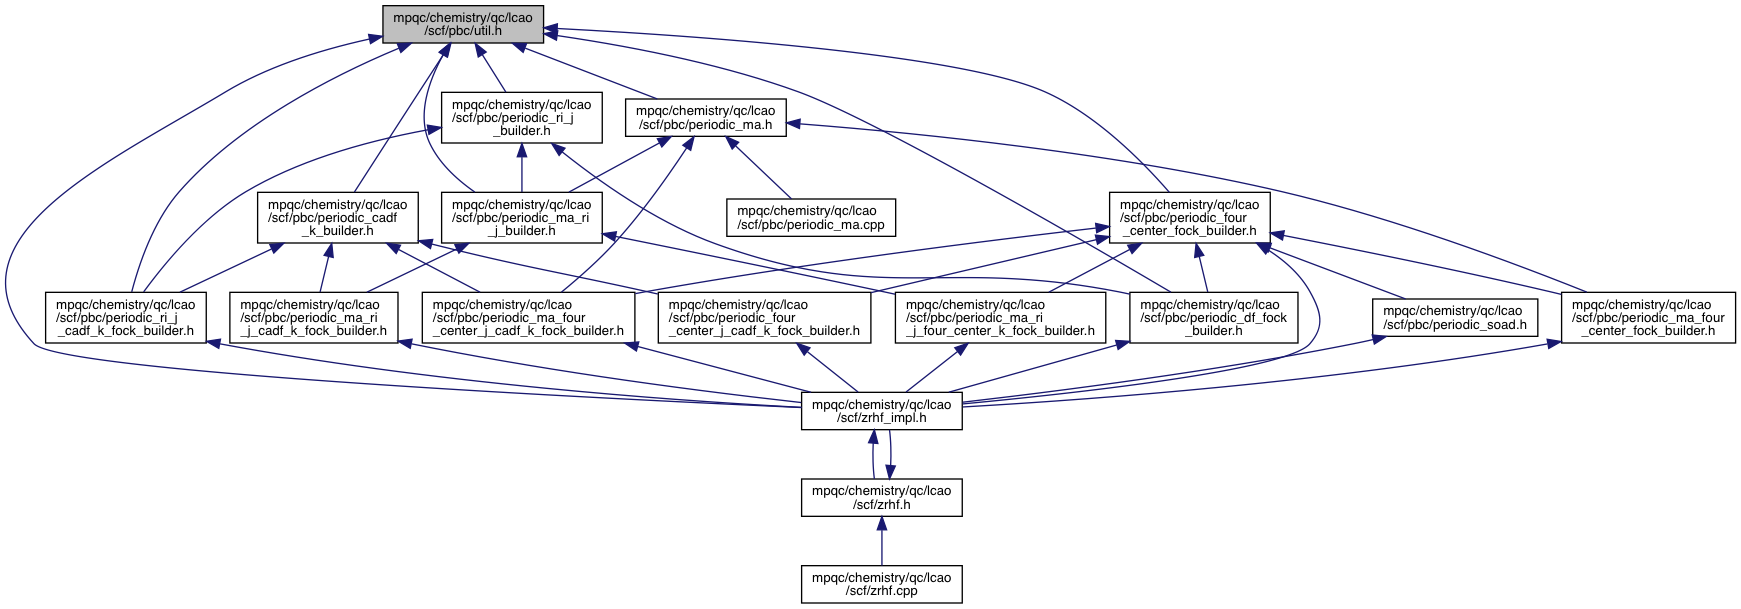 mpqc/chemistry/qc/lcao
/scf/pbc/util.h
mpqc/chemistry/qc/lcao
/scf/pbc/periodic_ri_j
_builder.h
mpqc/chemistry/qc/lcao
/scf/pbc/periodic_ma.h
mpqc/chemistry/qc/lcao
/scf/pbc/periodic_cadf
_k_builder.h
mpqc/chemistry/qc/lcao
/scf/pbc/periodic_ma_ri
_j_builder.h
mpqc/chemistry/qc/lcao
/scf/pbc/periodic_ma.cpp
mpqc/chemistry/qc/lcao
/scf/pbc/periodic_four
_center_fock_builder.h
mpqc/chemistry/qc/lcao
/scf/pbc/periodic_ri_j
_cadf_k_fock_builder.h
mpqc/chemistry/qc/lcao
/scf/pbc/periodic_ma_ri
_j_cadf_k_fock_builder.h
mpqc/chemistry/qc/lcao
/scf/pbc/periodic_ma_four
_center_j_cadf_k_fock_builder.h
mpqc/chemistry/qc/lcao
/scf/pbc/periodic_four
_center_j_cadf_k_fock_builder.h
mpqc/chemistry/qc/lcao
/scf/pbc/periodic_ma_ri
_j_four_center_k_fock_builder.h
mpqc/chemistry/qc/lcao
/scf/pbc/periodic_df_fock
_builder.h
mpqc/chemistry/qc/lcao
/scf/pbc/periodic_soad.h
mpqc/chemistry/qc/lcao
/scf/pbc/periodic_ma_four
_center_fock_builder.h
mpqc/chemistry/qc/lcao
/scf/zrhf_impl.h
mpqc/chemistry/qc/lcao
/scf/zrhf.h
mpqc/chemistry/qc/lcao
/scf/zrhf.cpp